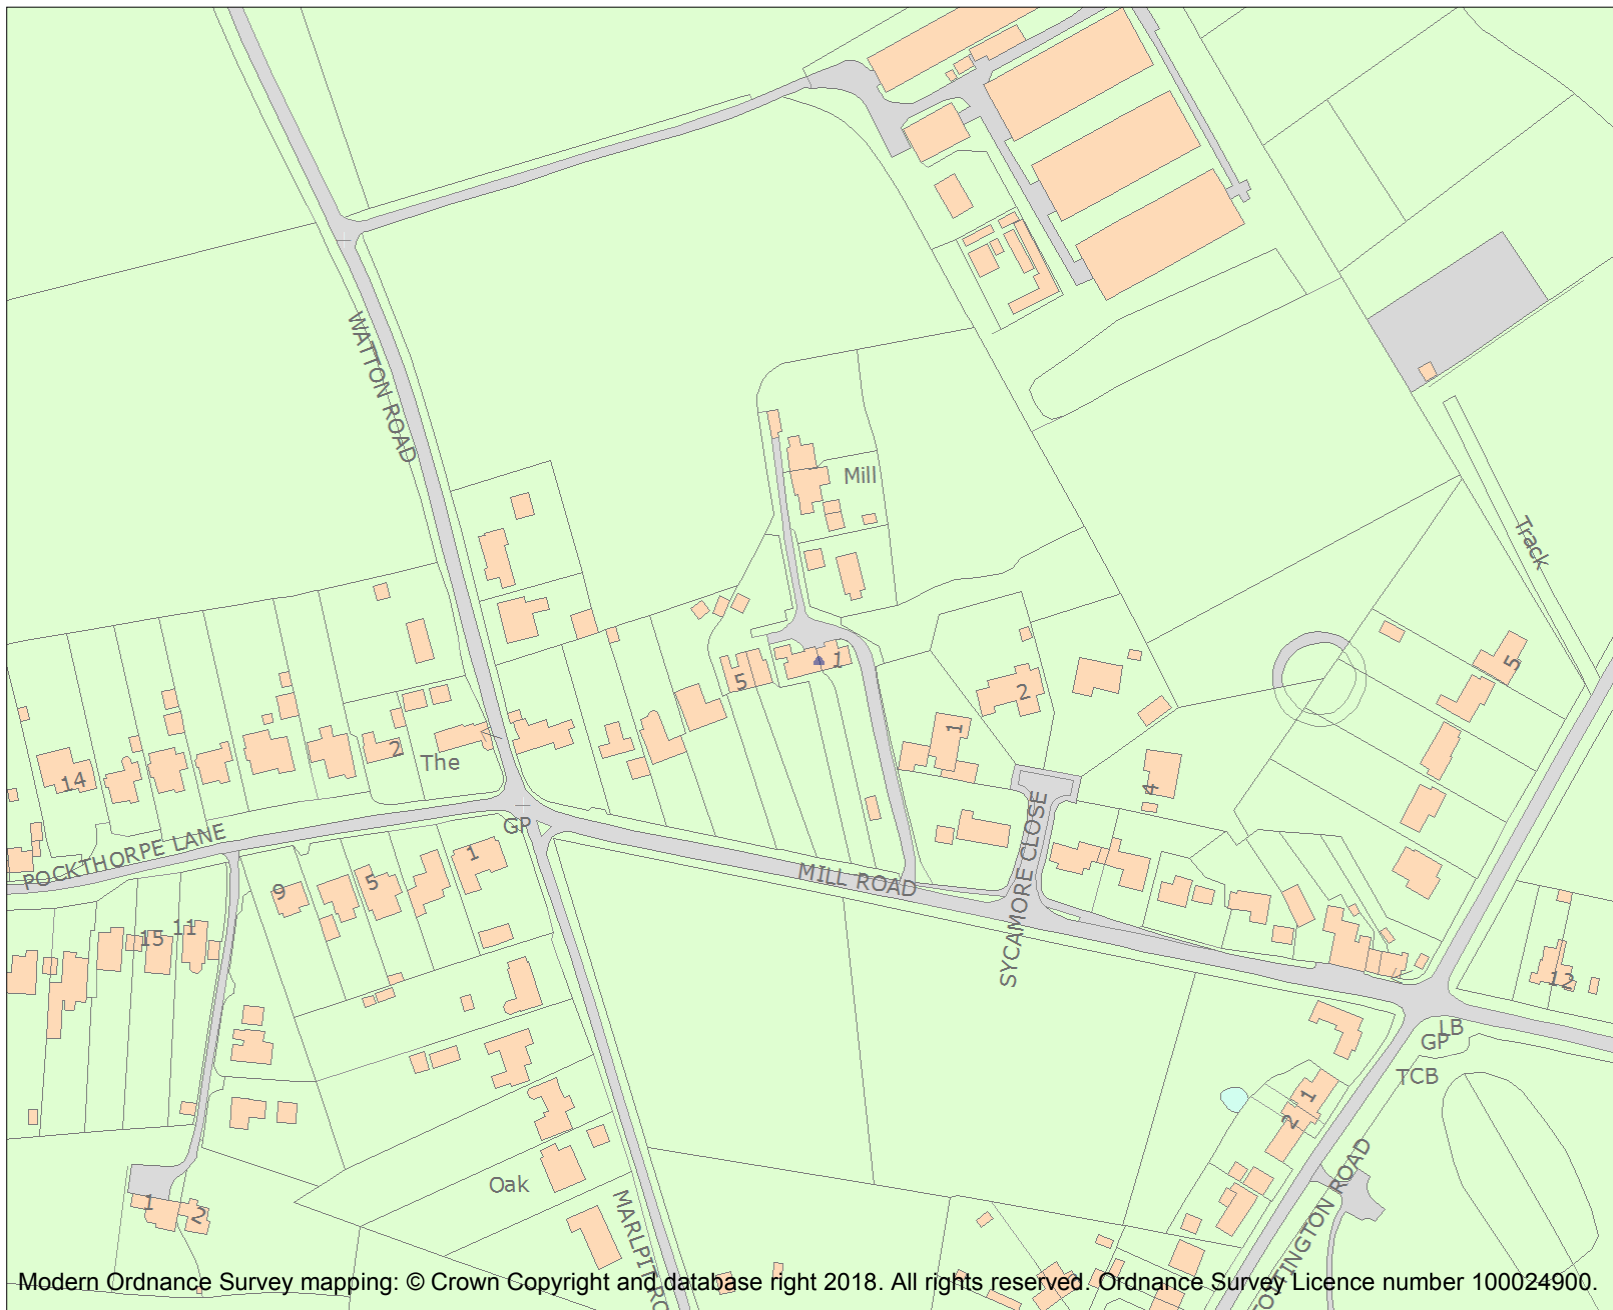 WATTON ROAD
Mill
Track
5
1
5
2
1
2
The
14
4
GP
POCKTHORPE LANE
1
5
9
MILL ROAD
SYCAMORE CLOSE
11
15
12
LB
GP
TCB
1
2
Oak
1
2
Modern Ordnance Survey mapping: © Crown Copyright and database right 2018. All rights reserved. Ordnance Survey Licence number 100024900.